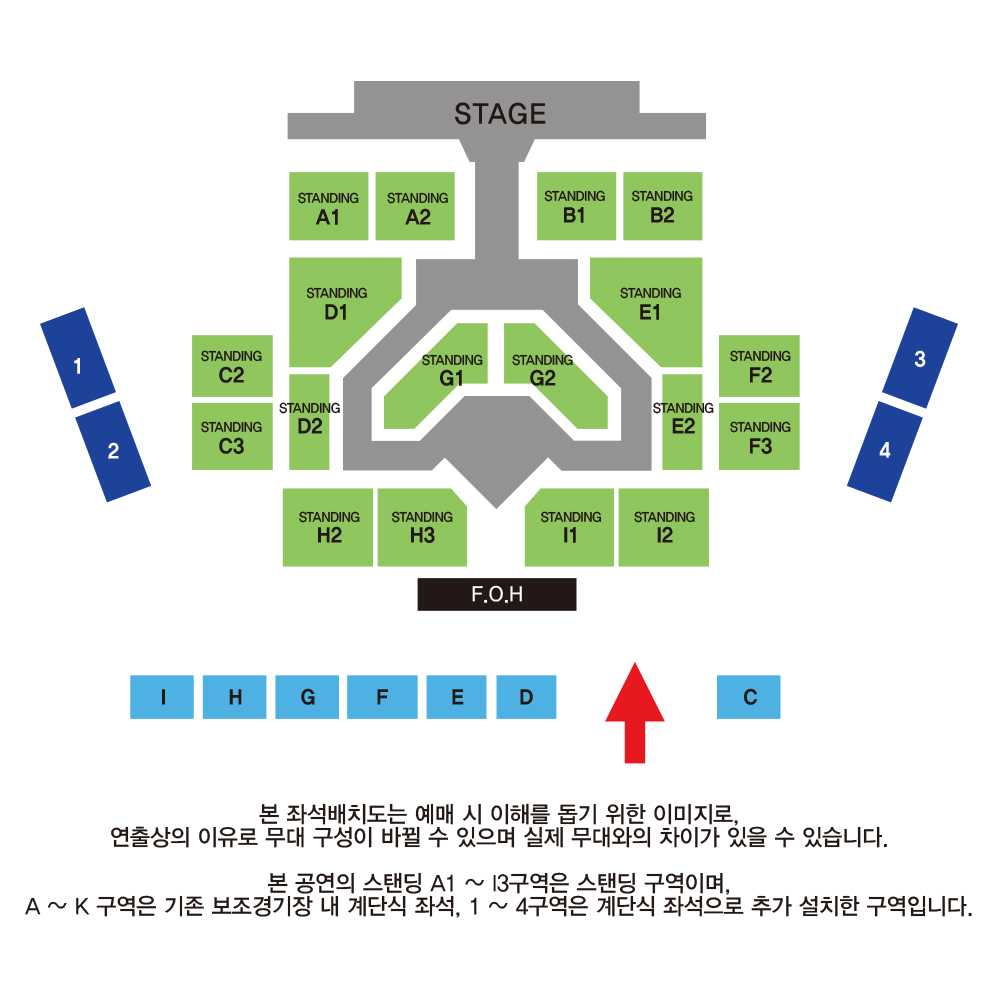 STAGE
STANDING
A1
STANDING
A2
STANDING
B1
STANDING
B2
STANDING
D1
STANDING
E1
1
3
STANDING
C2
STANDING
G1
STANDING
G2
STANDING
F2
2
STANDING
C3
STANDING
D2
STANDING
E2
STANDING
F3
4
STANDING
H2
STANDING
H3
STANDING
I1
STANDING
I2
F.O.H
I
H
G
F
E
D
C
본 좌석배치도는 예매 시 이해를 돕기 위한 이미지로,
연출상의 이유로 무대 구성이 바뀔 수 있으며 실제 무대와의 차이가 있을 수 있습니다.
본 공연의 스탠딩 A1 ~ I3구역은 스탠딩 구역이며,
A ~ K 구역은 기존 보조경기장 내 계단식 좌석, 1 ~ 4구역은 계단식 좌석으로 추가 설치한 구역입니다.